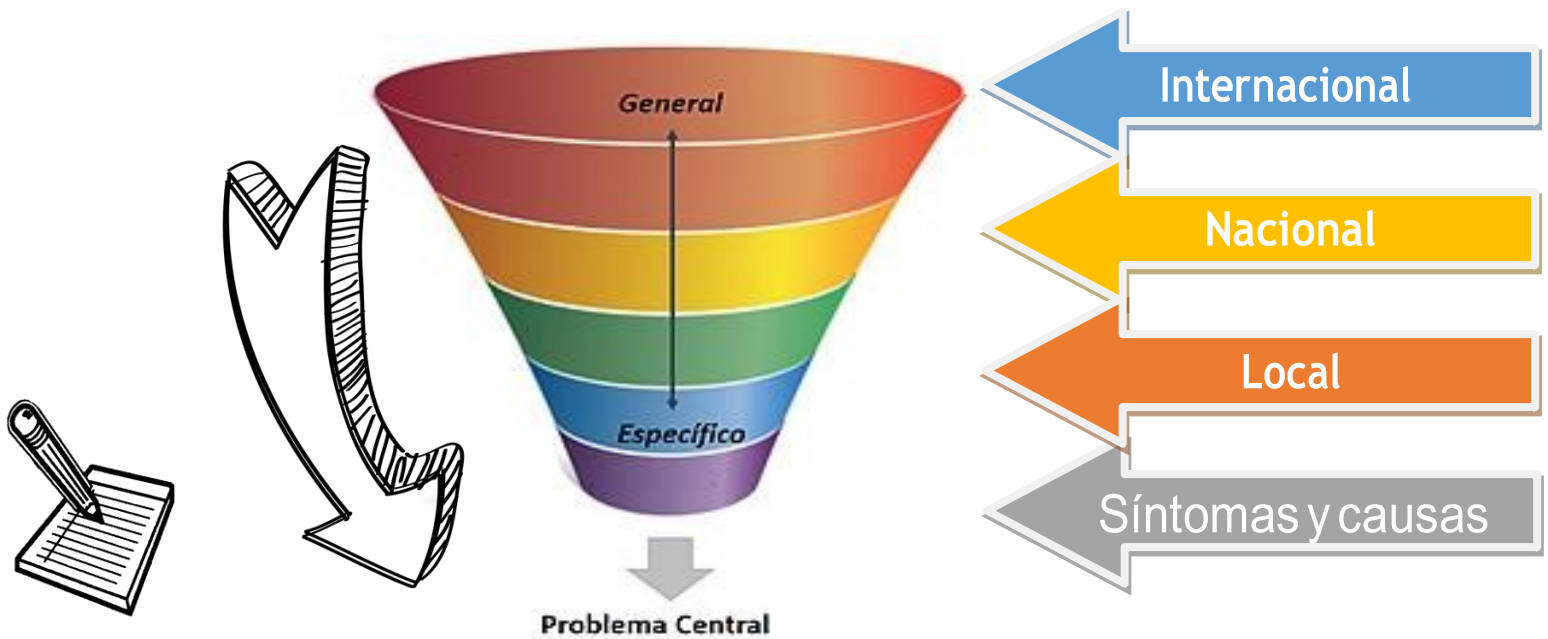 General
Específico
Problema Central
Internacional
Nacional
Local
Síntomas y causas